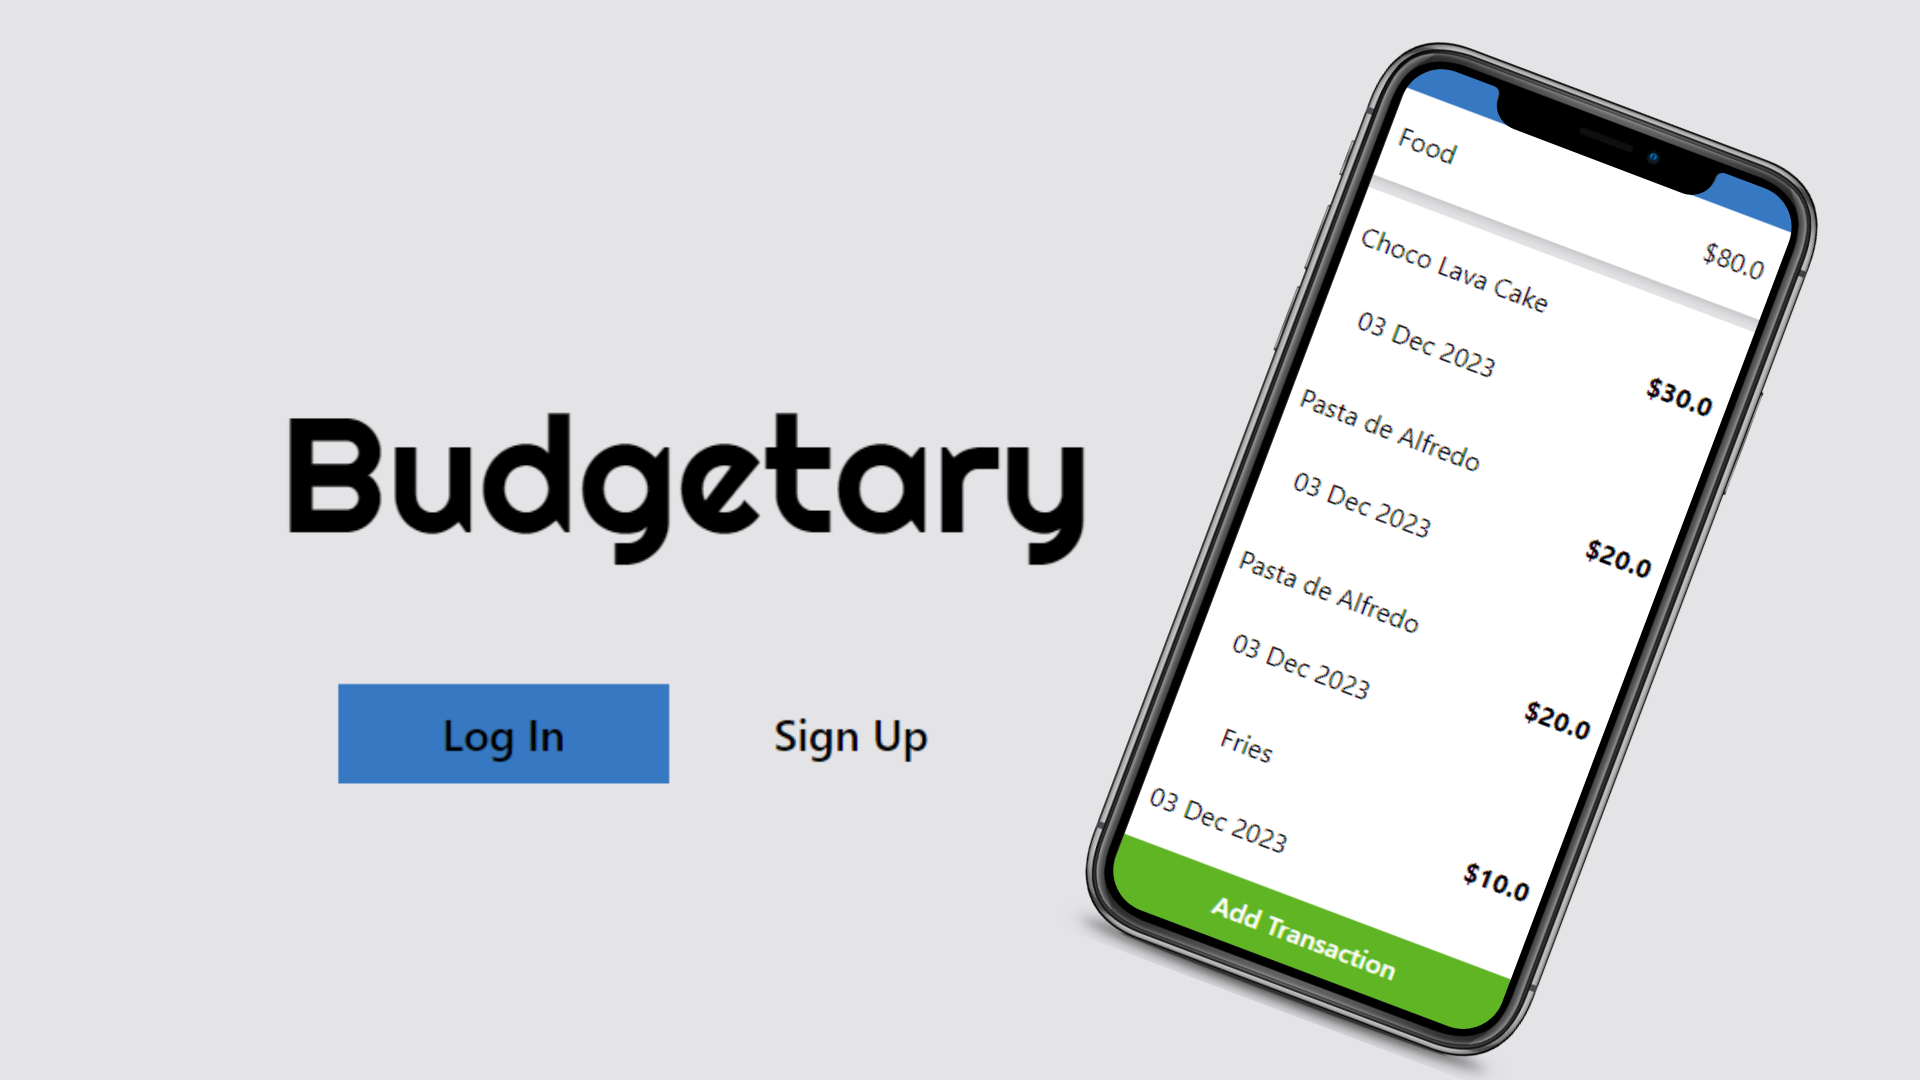 Budgetary
Log In
Sign Up
Food
$80.0
Choco Lava Cake
03 Dec 2023
$30.0
Pasta de Alfredo
03 Dec 2023
$20.0
Pasta de Alfredo
03 Dec 2023
$20.0
Fries
03 Dec 2023
$10.0
Add Transaction